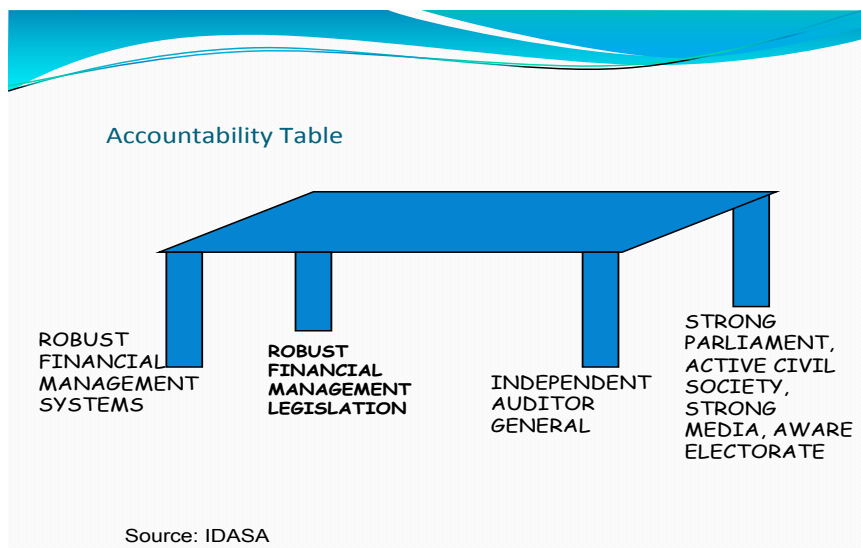 Accountability Table
ROBUST
FINANCIAL
MANAGEMENT
SYSTEMS
ROBUST
FINANCIAL
MANAGEMENT
LEGISLATION
INDEPENDENT
AUDITOR
GENERAL
STRONG
PARLIAMENT,
ACTIVE CIVIL
SOCIETY,
STRONG
MEDIA, AWARE
ELECTORATE
Source: IDASA